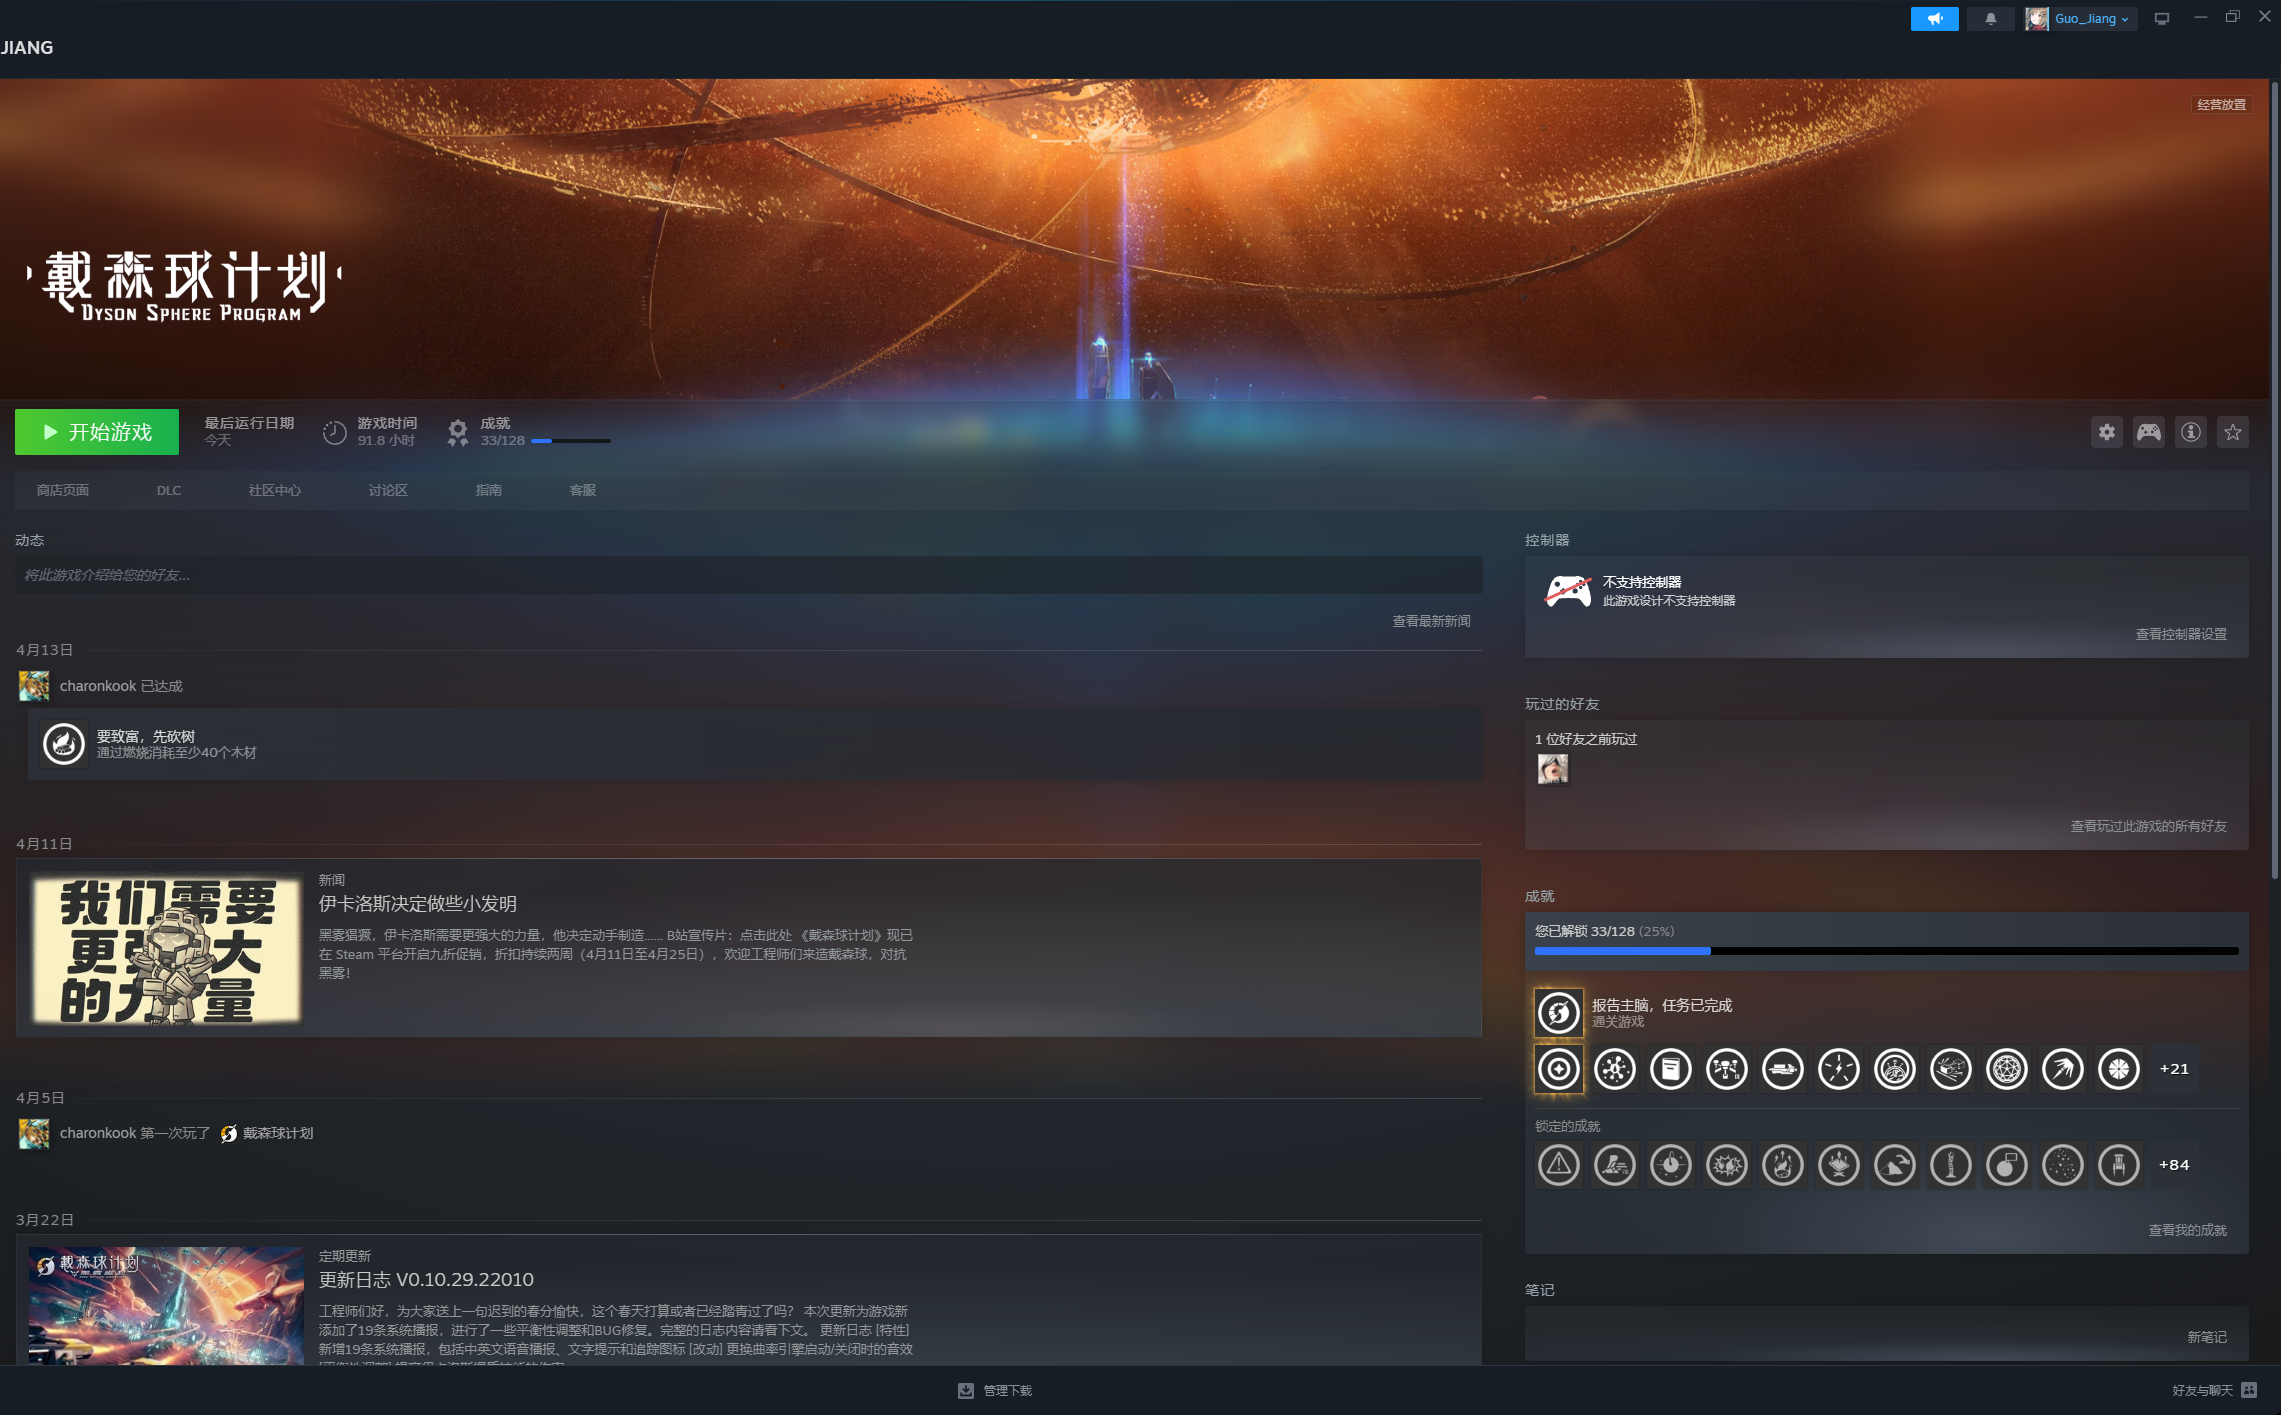 Guo_Jiang
JIANG
经营放置
戴森球计划
DYSON SPHERE PROGRAM
开始游戏
最后运行日期
今天
游戏时间
91.8 小时
成就
33/128
商店页面
DLC
社区中心
讨论区
指南
客服
动态
将此游戏介绍给您的好友...
查看最新新闻
4月13日
charonkook 已达成
要致富，先砍树
通过燃烧消耗至少40个木材
4月11日
我们需要
更强大
的力量
新闻
伊卡洛斯决定做些小发明
黑雾猖獗，伊卡洛斯需要更强大的力量，他决定动手制造...... B站宣传片：点击此处 《戴森球计划》现已
在 Steam 平台开启九折促销，折扣持续两周（4月11日至4月25日），欢迎工程师们来造戴森球，对抗
黑雾！
4月5日
charonkook 第一次玩了 戴森球计划
3月22日
戴森球计划
定期更新
更新日志 V0.10.29.22010
工程师们好，为大家送上一句迟到的春分愉快，这个春天打算或者已经踏青过了吗？ 本次更新为游戏新
添加了19条系统播报，进行了一些平衡性调整和BUG修复。完整的日志内容请看下文。 更新日志 [特性]
新增19条系统播报，包括中英文语音播报、文字提示和追踪图标 [改动] 更换曲率引擎启动/关闭时的音效
控制器
不支持控制器
此游戏设计不支持控制器
查看控制器设置
玩过的好友
1 位好友之前玩过
查看玩过此游戏的所有好友
成就
您已解锁 33/128 (25%)
报告主脑，任务已完成
通关游戏
+21
锁定的成就
+84
查看我的成就
笔记
新笔记
管理下载
好友与聊天